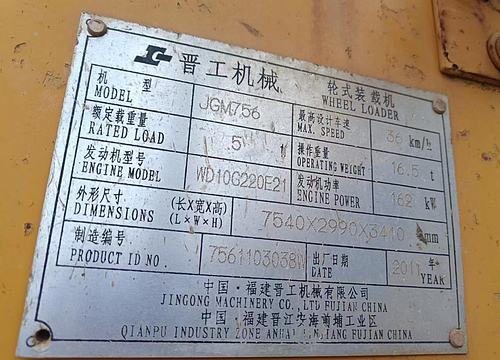 晋工机械 轮式装载机
WHEEL LOADER
机 型 JGM756 最高设计车速 36 km/h
MODEL MAX. SPEED
额定载重量 5 t 操作重量 16.5 t
RATED LOAD OPERATING WEIGHT
发动机型号 WD10G220E21 发动机功率 162 kW
ENGINE MODEL ENGINE POWER
外形尺寸 (长X宽X高) 7540X2990X3410 mm
DIMENSIONS (L×W×H)
制造编号 7561103038 出厂日期 2011 年
PRODUCT ID NO. DATE YEAR
中国·福建晋工机械有限公司
JINGONG MACHINERY CO., LTD FUJIAN CHINA
中国·福建晋江安海前埔工业区
QIANPU INDUSTRY ZONE ANHAI JINJIANG FUJIAN CHINA